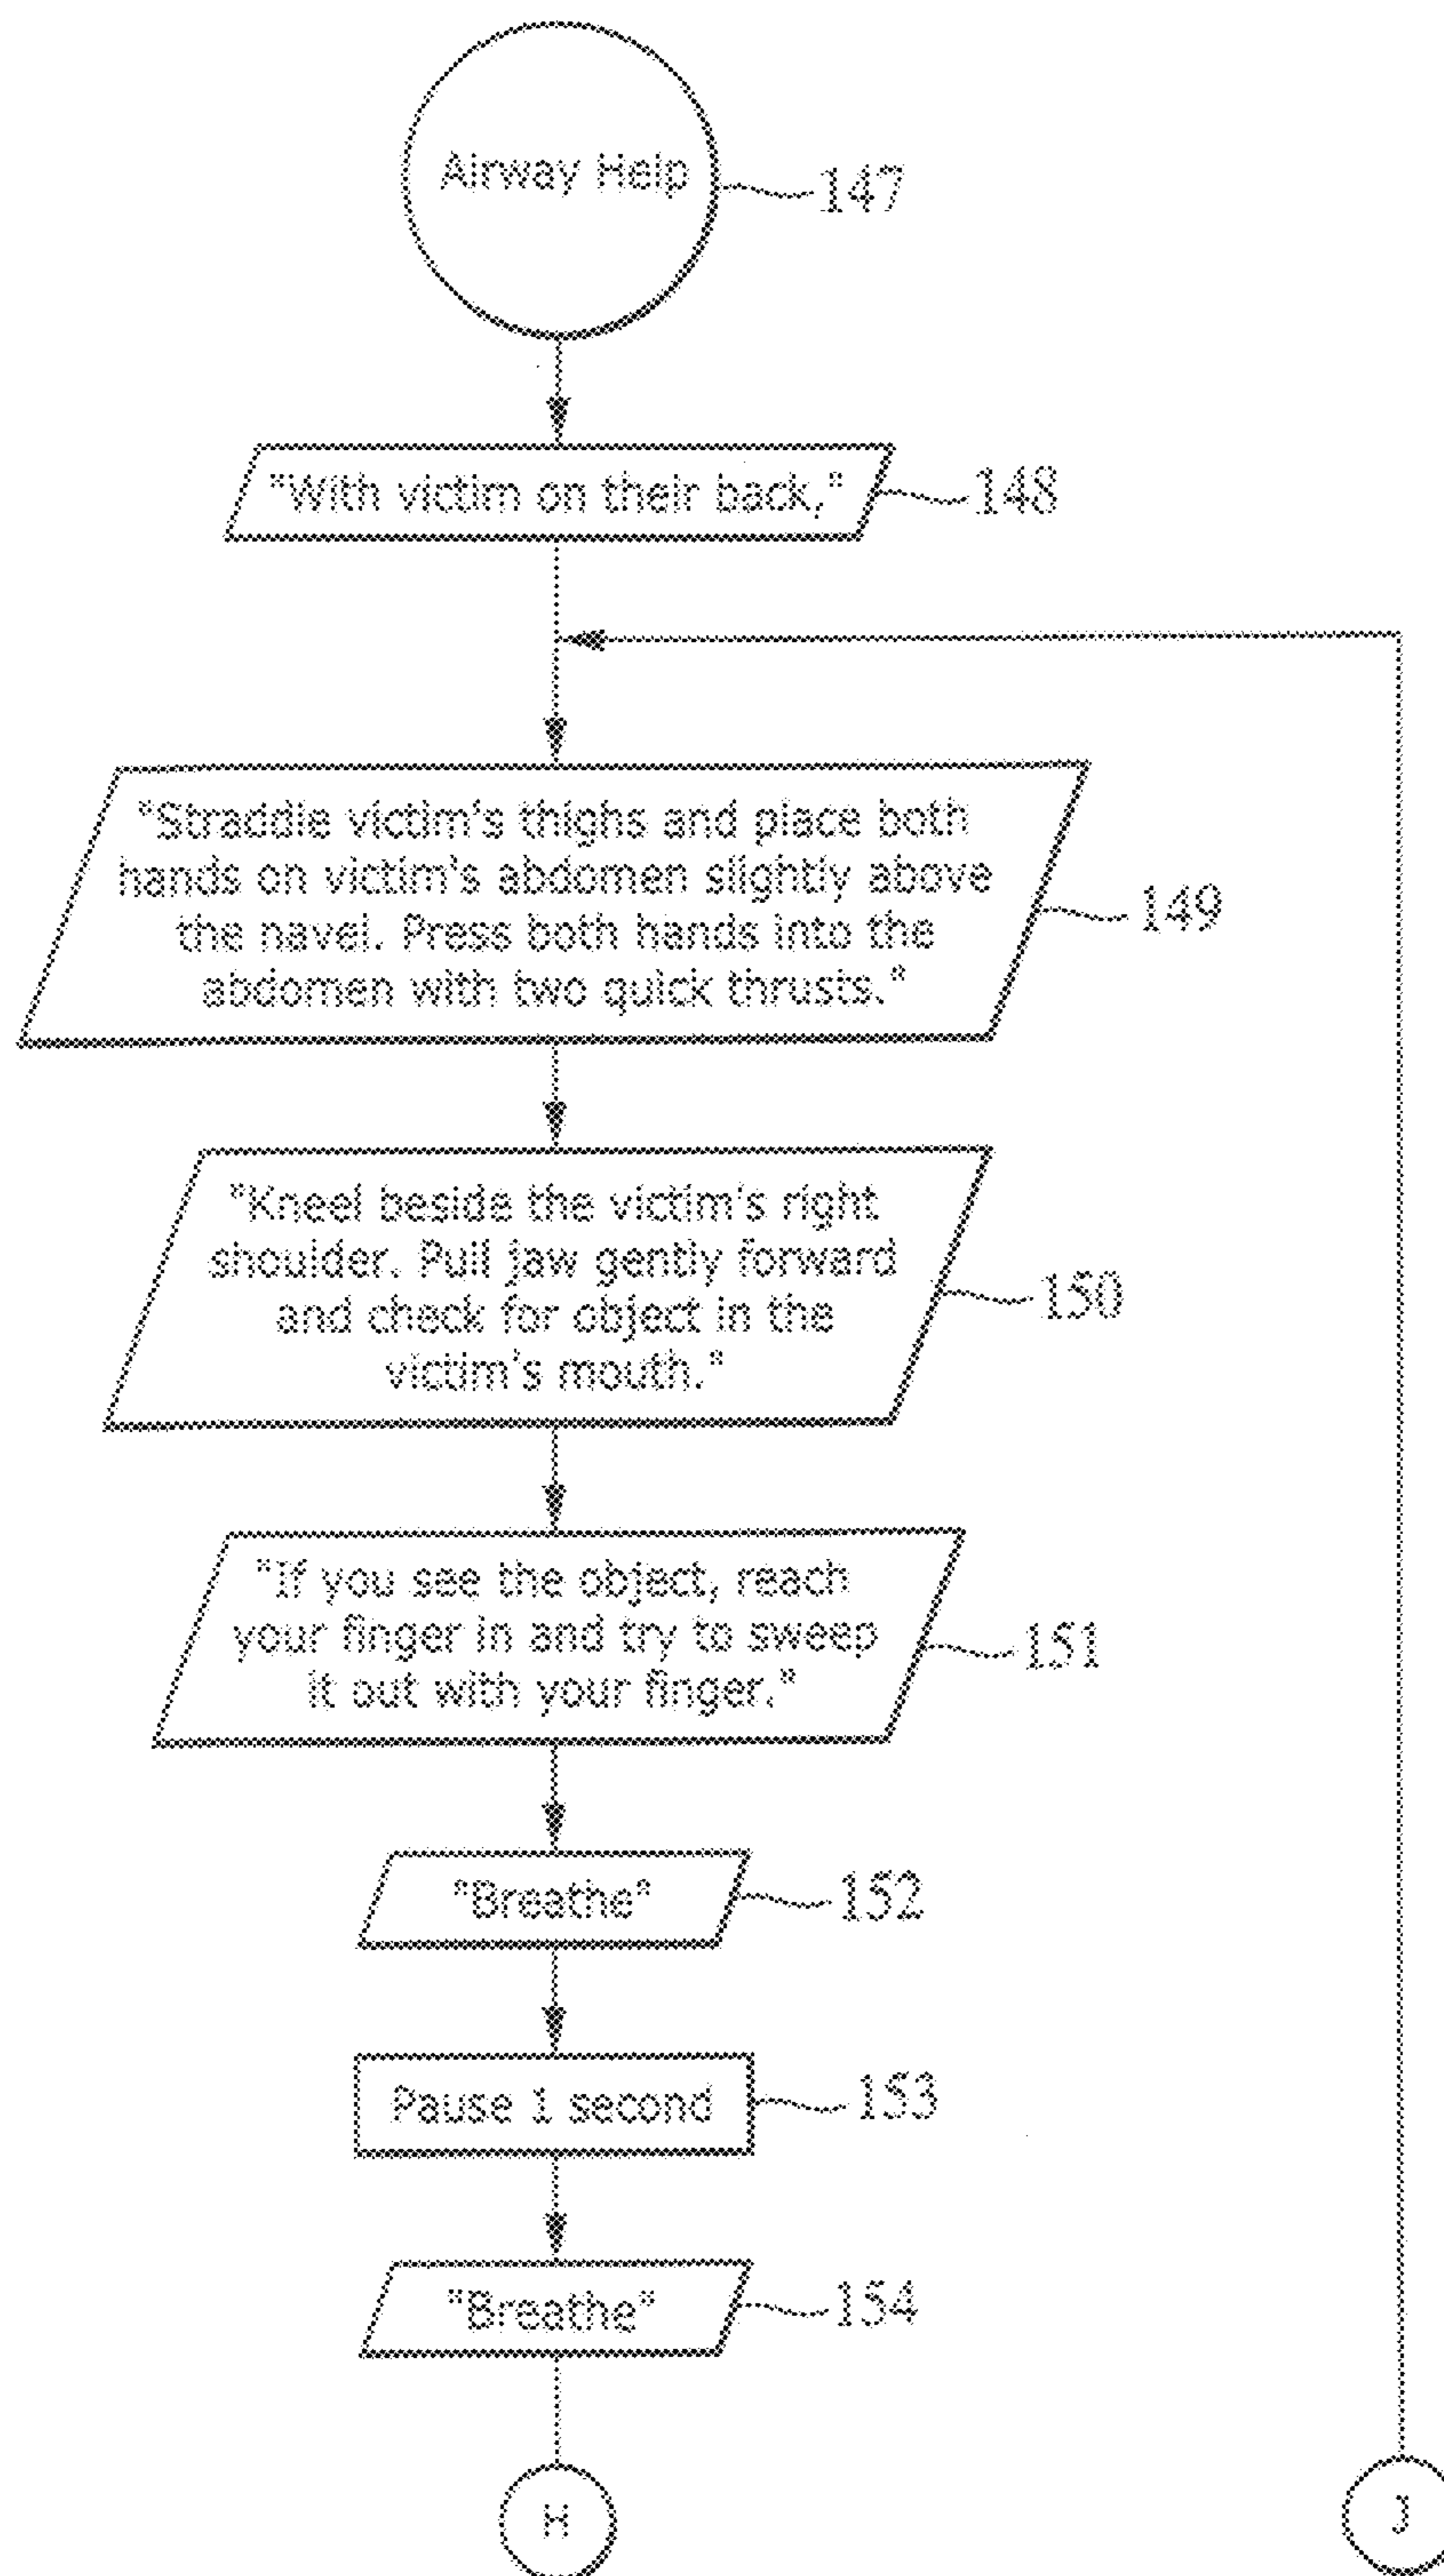 Airway Help
147
"With victim on their back,"
148
"Straddle victim's thighs and place both
hands on victim's abdomen slightly above
the navel. Press both hands into the
abdomen with two quick thrusts."
149
"Kneel beside the victim's right
shoulder. Pull jaw gently forward
and check for object in the
victim's mouth."
150
"If you see the object, reach
your finger in and try to sweep
it out with your finger."
151
"Breathe"
152
Pause 1 second
153
"Breathe"
154
H
J